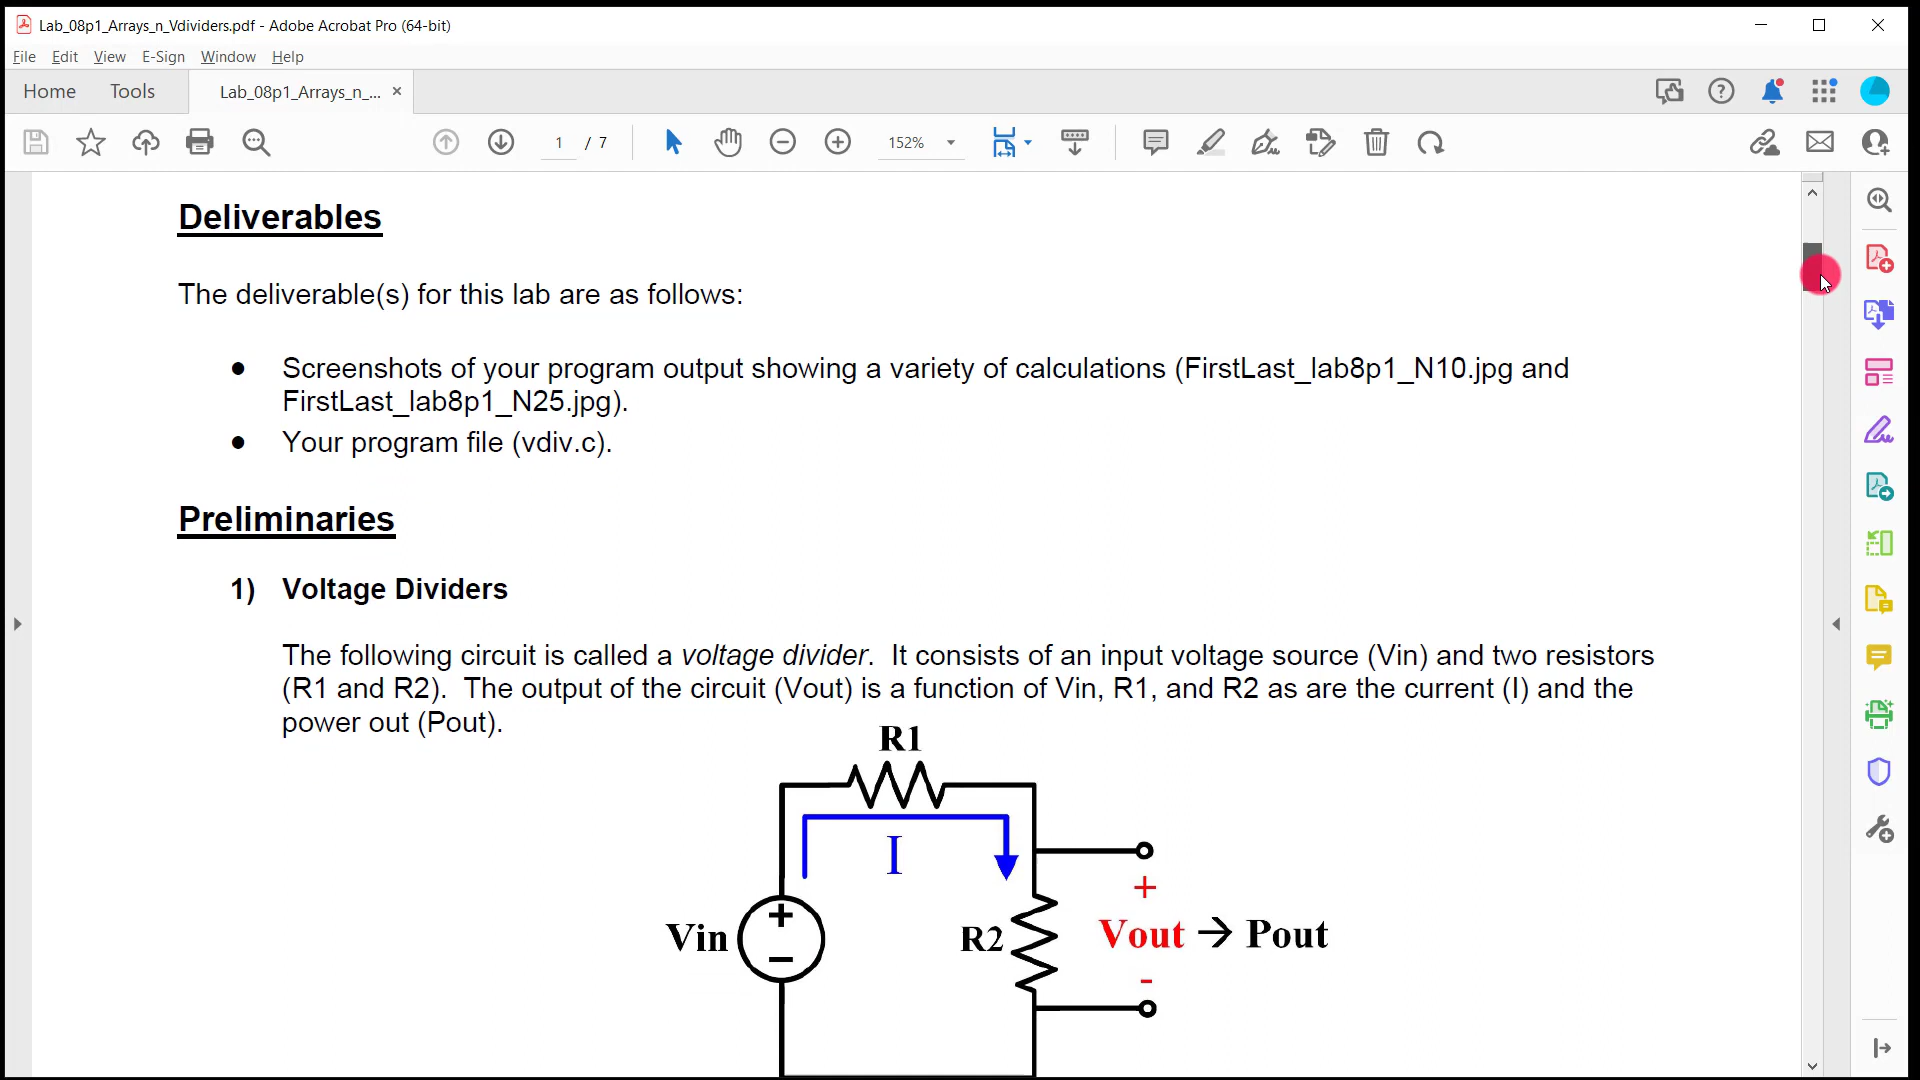 Lab_08p1_Arrays_n_Vdividers.pdf - Adobe Acrobat Pro (64-bit)
File Edit View E-Sign Window Help
Home Tools Lab_08p1_Arrays_n_... ×
1 / 7 152%
Deliverables
The deliverable(s) for this lab are as follows:
● Screenshots of your program output showing a variety of calculations (FirstLast_lab8p1_N10.jpg and
FirstLast_lab8p1_N25.jpg).
● Your program file (vdiv.c).
Preliminaries
1) Voltage Dividers
The following circuit is called a voltage divider. It consists of an input voltage source (Vin) and two resistors
(R1 and R2). The output of the circuit (Vout) is a function of Vin, R1, and R2 as are the current (I) and the
power out (Pout).
R1
I
+
+
Vin R2 Vout → Pout
-
-